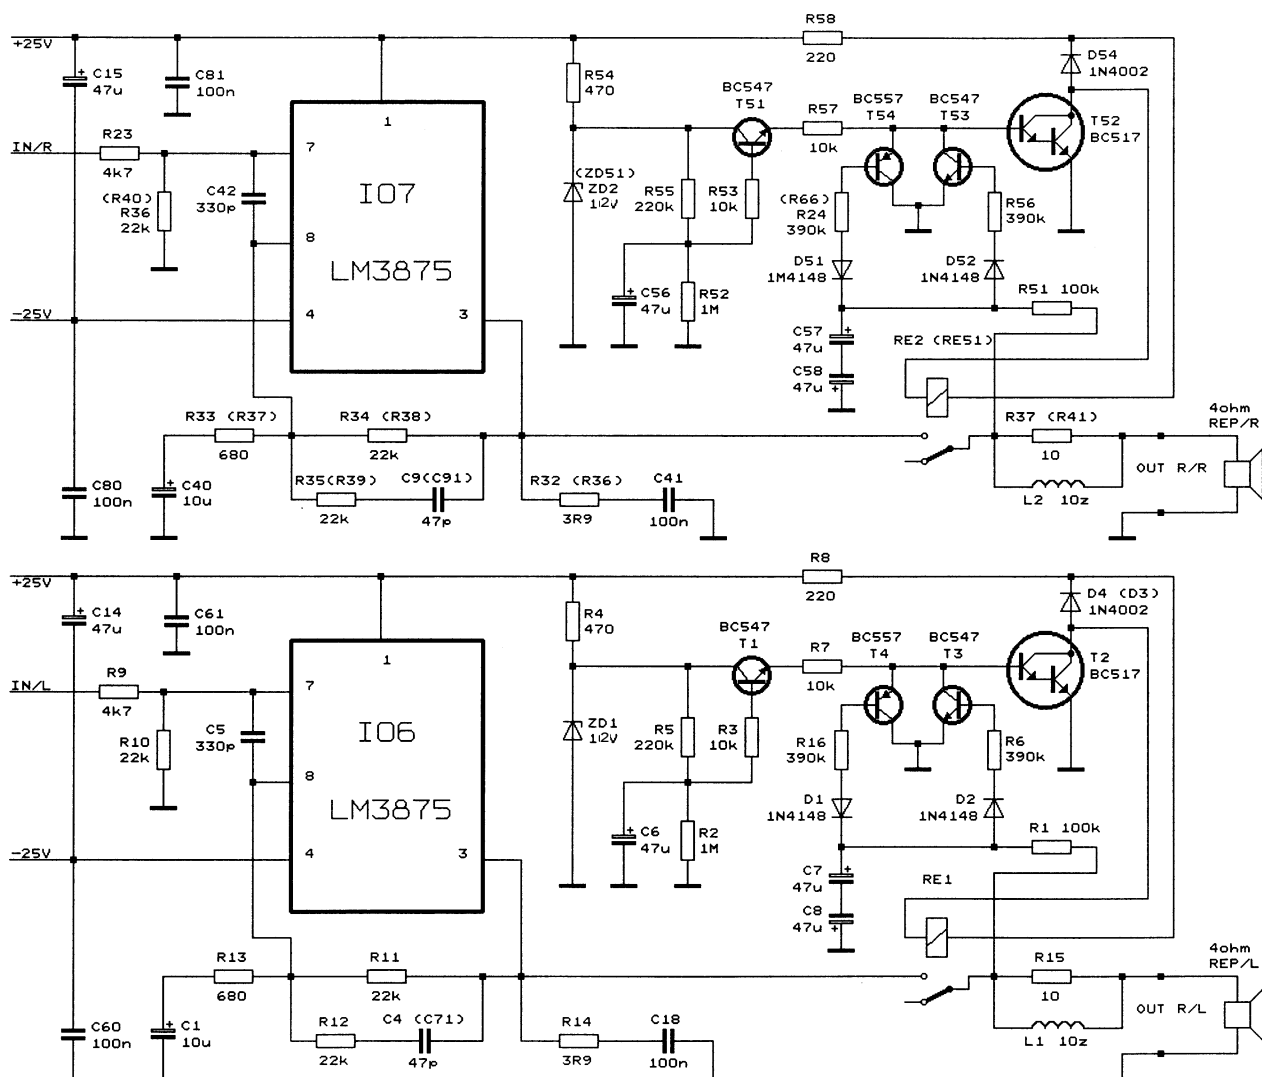 R58
+25V
220
C15
47u
C81
100n
R54
470
D54
1N4002
BC547
T51
R57
10k
BC557
T54
BC547
T53
T52
BC517
1
IN/R
R23
4k7
7
(R40)
R36
22k
C42
330p
IO7
(ZD51)
ZD2
12V
R55
220k
R53
10k
(R66)
R24
390k
R56
390k
8
LM3875
D51
1M4148
D52
1N4148
C56
47u
R52
1M
R51 100k
-25V
4
3
C57
47u
RE2 (RE51)
C58
47u
R33 (R37)
680
R34 (R38)
22k
R37 (R41)
10
4ohm
REP/R
C80
100n
C40
10u
R35(R39)
22k
C9(C91)
47p
R32 (R36)
3R9
C41
100n
OUT R/R
L2 10z
R8
+25V
220
C14
47u
C61
100n
R4
470
D4 (D3)
1N4002
BC547
T1
R7
10k
BC557
T4
BC547
T3
T2
BC517
1
IN/L
R9
4k7
7
R10
22k
C5
330p
IO6
ZD1
12V
R5
220k
R3
10k
R16
390k
R6
390k
8
LM3875
D1
1N4148
D2
1N4148
C6
47u
R2
1M
R1 100k
-25V
4
3
C7
47u
RE1
C8
47u
R13
680
R11
22k
R15
10
4ohm
REP/L
C60
100n
C1
10u
R12
22k
C4 (C71)
47p
R14
3R9
C18
100n
OUT R/L
L1 10z